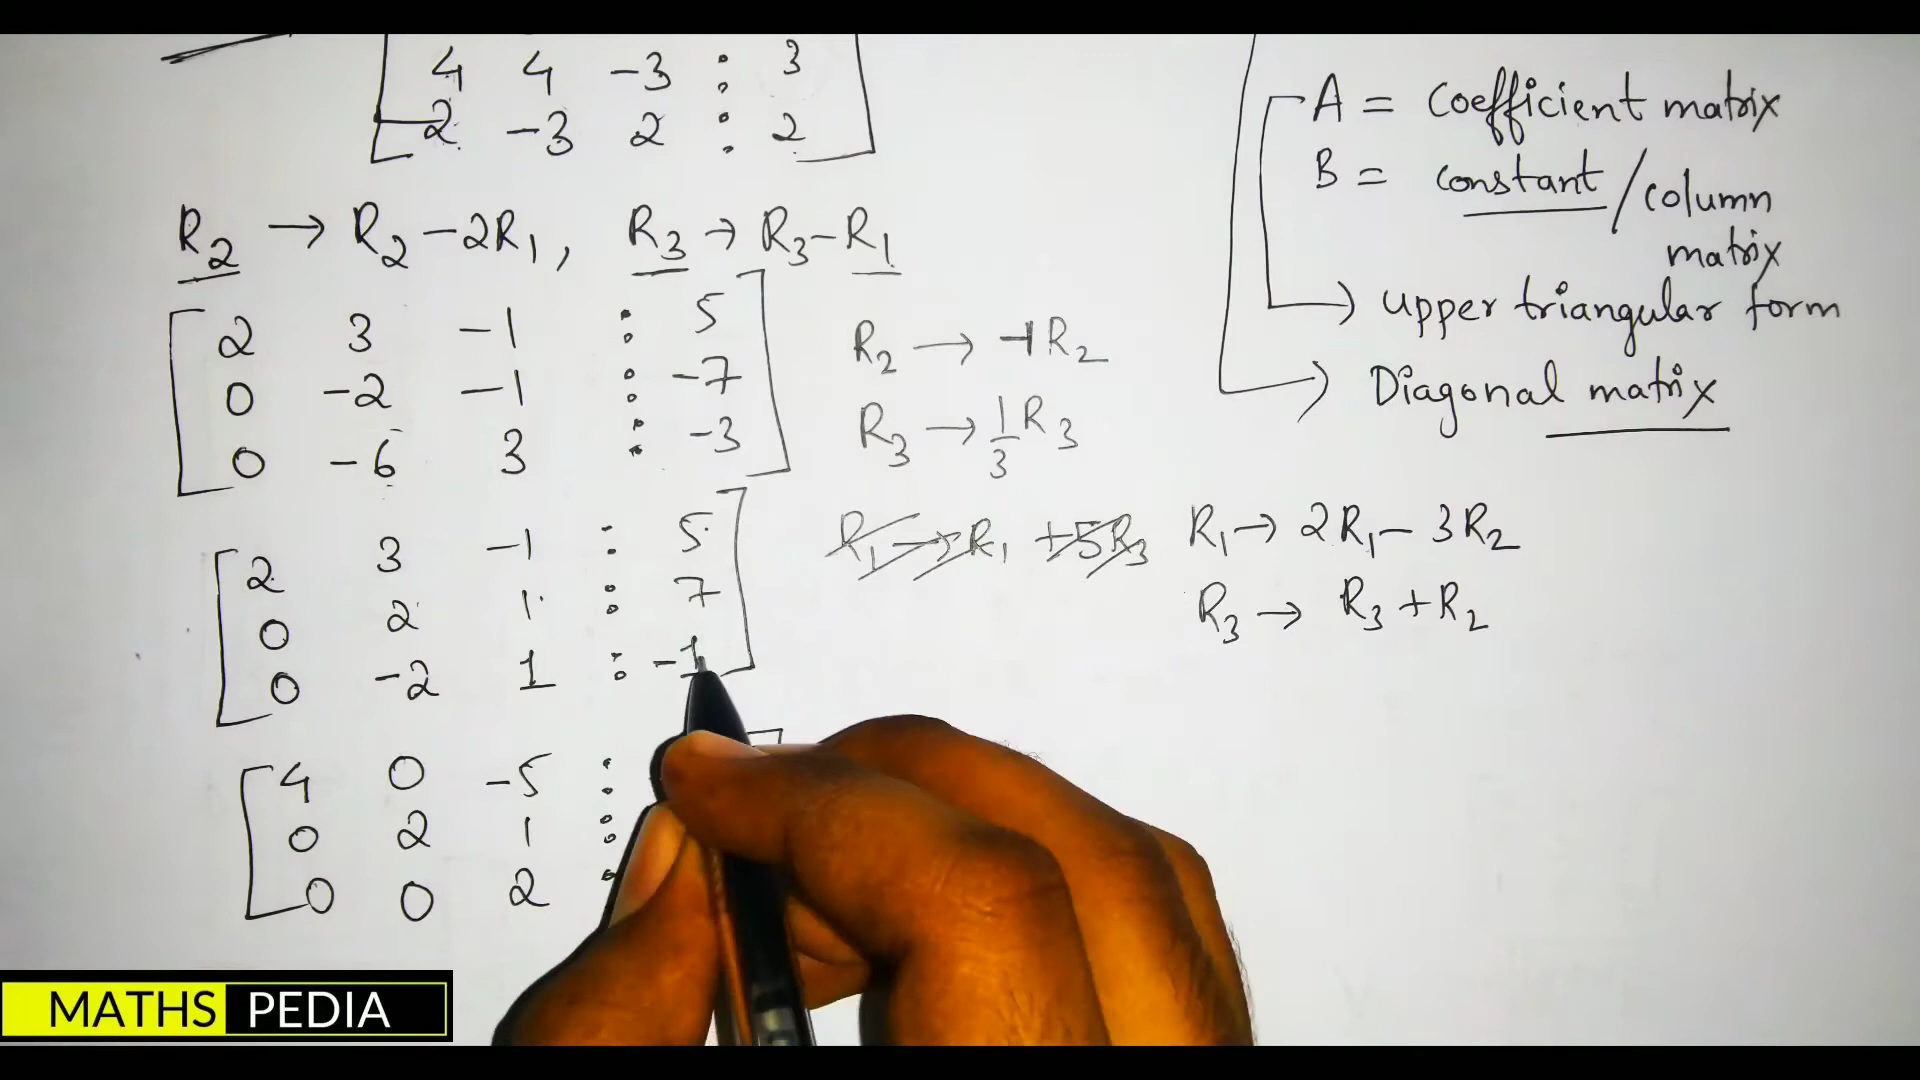 4 4 -3 : 3
2 -3 2 : 2
R2 → R2 - 2R1, R3 → R3 - R1
2 3 -1 : 5
0 -2 -1 : -7
0 -6 3 : -3
R2 → -1R2
R3 → 1/3 R3
2 3 -1 : 5
0 2 1 : 7
0 -2 1 : -1
R1 → 2R1 - 3R2
R3 → R3 + R2
4 0 -5 :
0 2 1 :
0 0 2 :
A = Coefficient matrix
B = constant / column
matrix
upper triangular form
Diagonal matrix
MATHS PEDIA